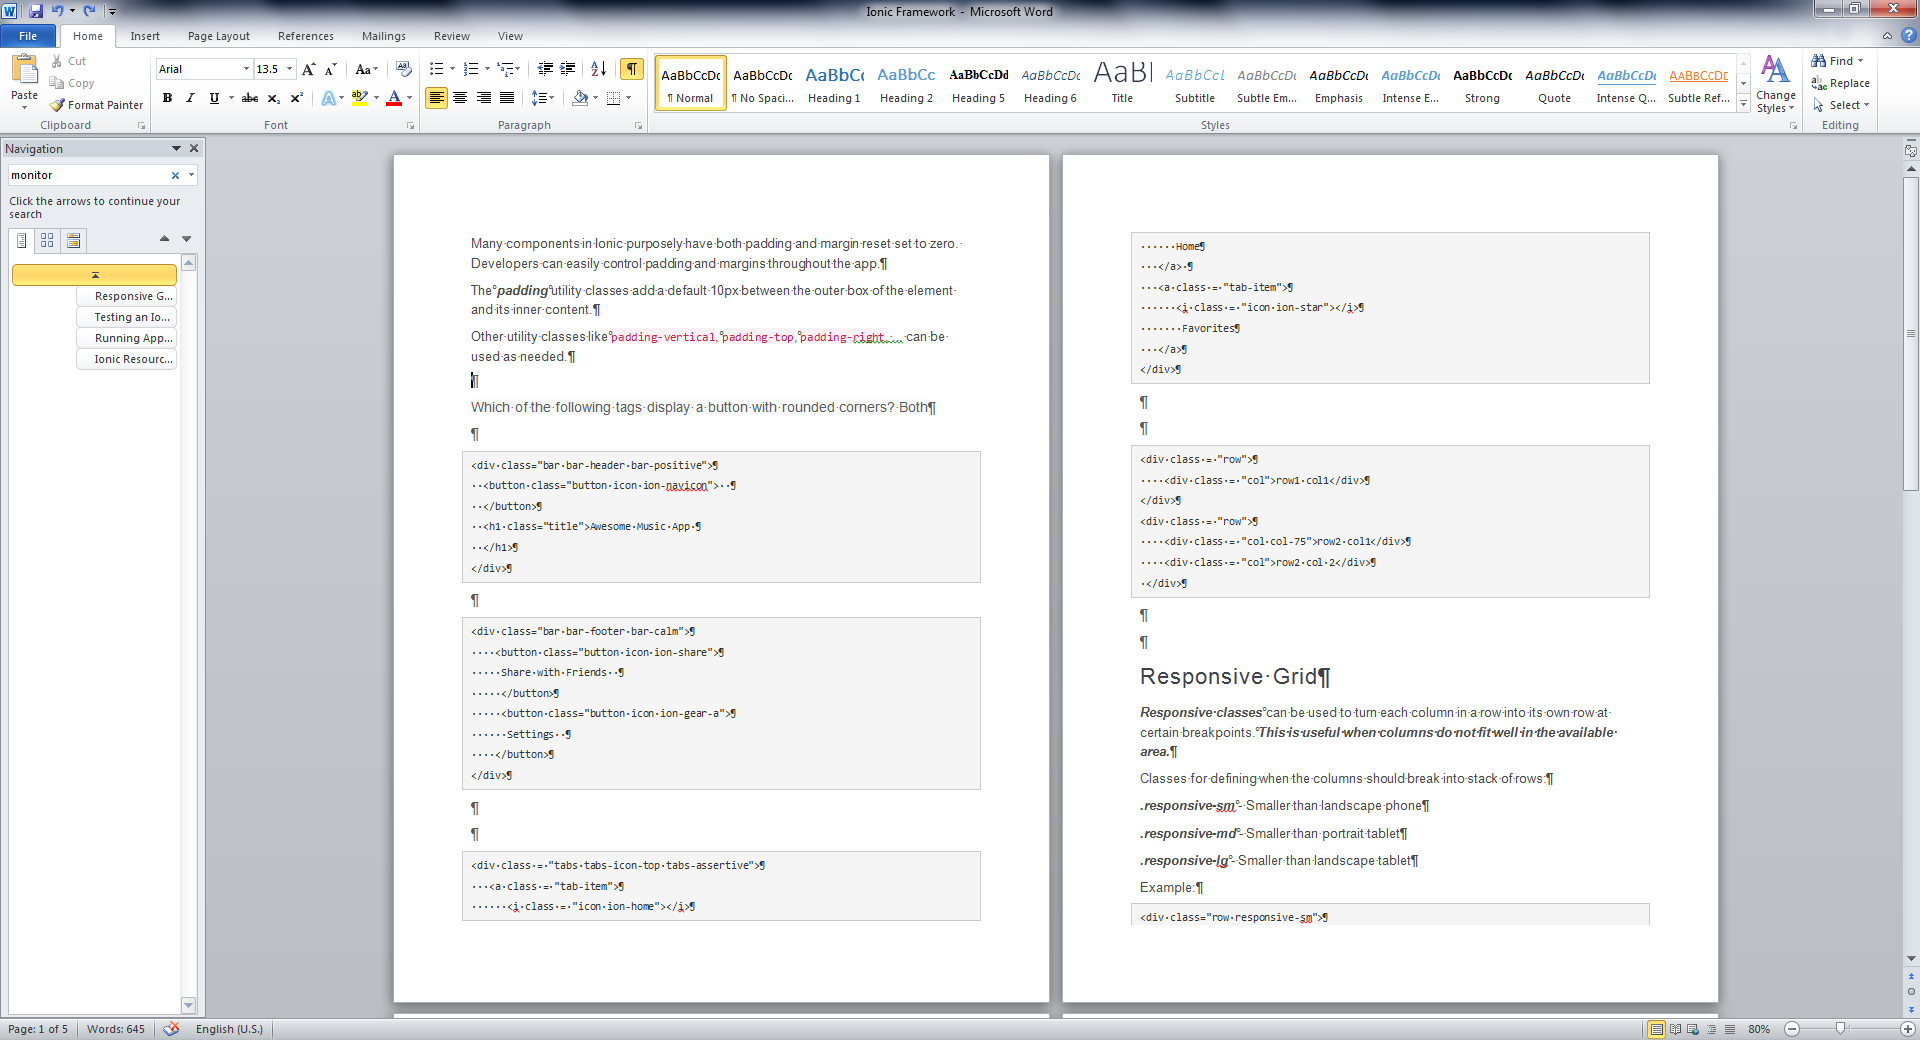 Ionic Framework - Microsoft Word
File Home Insert Page Layout References Mailings Review View
Paste
Cut
Copy
Format Painter
Clipboard
Arial 13.5
Font
Paragraph
AaBbCcDc AaBbCcDc AaBbCc AaBbCc AaBbCcDd AaBbCcDc AaBl AaBbCcL AaBbCcDc AaBbCcDc AaBbCcDc AaBbCcDc AaBbCcDc AaBbCcDc AABBCCDE
¶ Normal ¶ No Spaci... Heading 1 Heading 2 Heading 5 Heading 6 Title Subtitle Subtle Em... Emphasis Intense E... Strong Quote Intense Q... Subtle Ref...
Styles
Change Styles
Find
Replace
Select
Editing
Navigation
monitor
Click the arrows to continue your
search
Responsive G...
Testing an Io...
Running App...
Ionic Resourc...
Many·components·in·Ionic·purposely·have·both·padding·and·margin·reset·set·to·zero.·
Developers·can·easily·control·padding·and·margins·throughout·the·app.¶
The°padding°utility·classes·add·a·default·10px·between·the·outer·box·of·the·element·
and·its·inner·content.¶
Other·utility·classes·like°padding-vertical,°padding-top,°padding-right·...·can·be·
used·as·needed.¶
¶
Which·of·the·following·tags·display·a·button·with·rounded·corners?·Both¶
¶
<div·class="bar·bar-header·bar-positive">¶
··<button·class="button·icon·ion-navicon">··¶
··</button>¶
··<h1·class="title">Awesome·Music·App·¶
··</h1>¶
</div>¶
¶
<div·class="bar·bar-footer·bar-calm">¶
····<button·class="button·icon·ion-share">¶
·····Share·with·Friends··¶
·····</button>¶
·····<button·class="button·icon·ion-gear-a">¶
······Settings··¶
····</button>¶
</div>¶
¶
¶
<div·class·=·"tabs·tabs-icon-top·tabs-assertive">¶
···<a·class·=·"tab-item">¶
······<i·class·=·"icon·ion-home"></i>¶
······Home¶
···</a>·¶
···<a·class·=·"tab-item">¶
······<i·class·=·"icon·ion-star"></i>¶
·······Favorites¶
···</a>¶
</div>¶
¶
¶
<div·class·=·"row">¶
····<div·class·=·"col">row1·col1</div>¶
</div>¶
<div·class·=·"row">¶
····<div·class·=·"col·col-75">row2·col1</div>¶
····<div·class·=·"col">row2·col·2</div>¶
·</div>¶
¶
¶
Responsive·Grid¶
Responsive·classes°can·be·used·to·turn·each·column·in·a·row·into·its·own·row·at·
certain·breakpoints.°This·is·useful·when·columns·do·not·fit·well·in·the·available·
area.¶
Classes·for·defining·when·the·columns·should·break·into·stack·of·rows:¶
.responsive-sm°-·Smaller·than·landscape·phone¶
.responsive-md°-·Smaller·than·portrait·tablet¶
.responsive-lg°-·Smaller·than·landscape·tablet¶
Example:¶
<div·class="row·responsive-sm">¶
Page: 1 of 5 Words: 645 English (U.S.) 80%